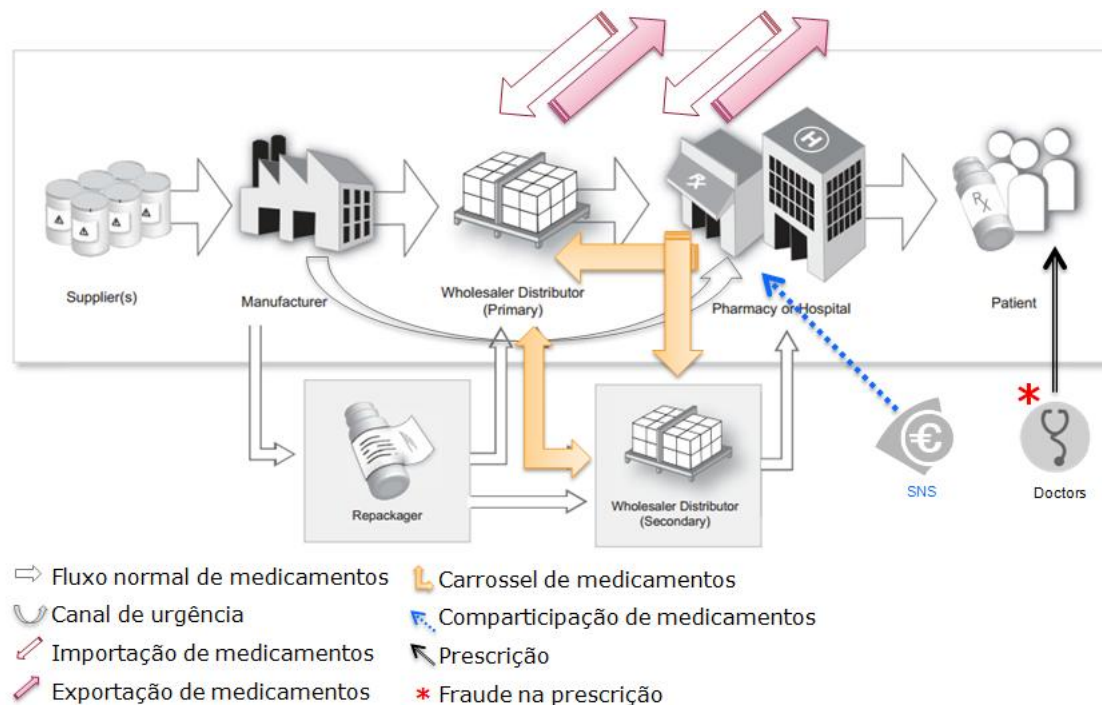 H
Rx
Rx
Supplier(s)
Manufacturer
Wholesaler Distributor
(Primary)
Pharmacy or Hospital
Patient
Repackager
Wholesaler Distributor
(Secondary)
€
SNS
Doctors
Fluxo normal de medicamentos
Canal de urgência
Importação de medicamentos
Exportação de medicamentos
Carrossel de medicamentos
Comparticipação de medicamentos
Prescrição
* Fraude na prescrição